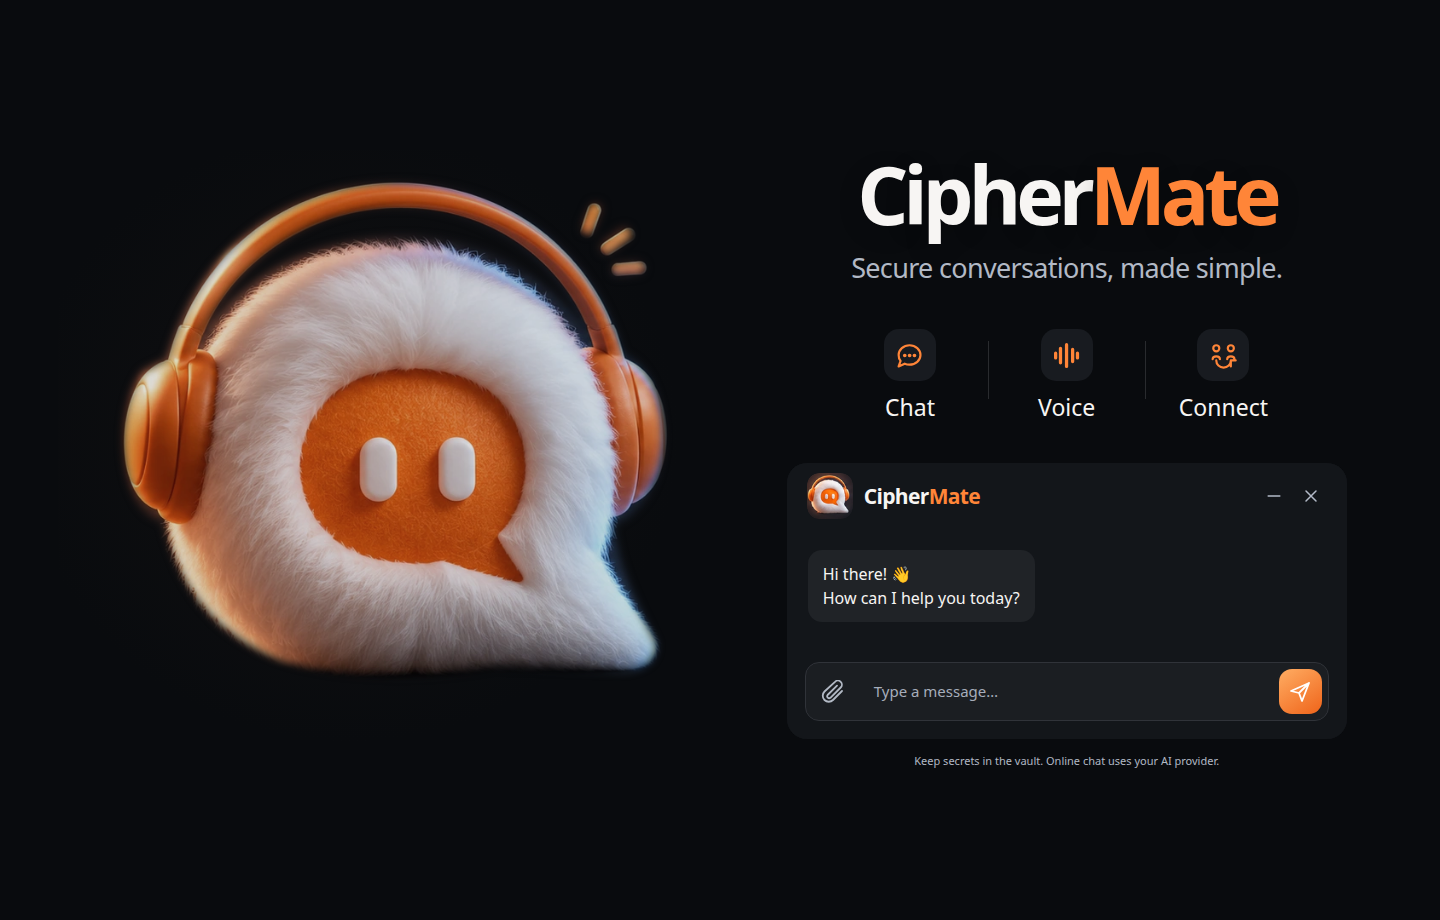 CipherMate
Secure conversations, made simple.
Chat
Voice
Connect
CipherMate
Hi there! 👋
How can I help you today?
Type a message...
Keep secrets in the vault. Online chat uses your AI provider.